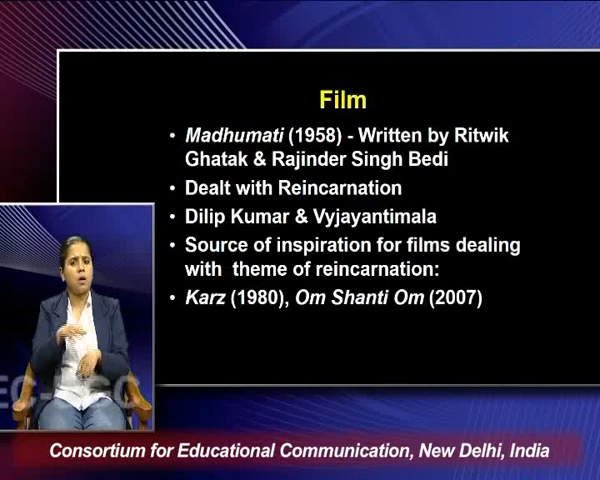 Film
• Madhumati (1958) - Written by Ritwik
Ghatak & Rajinder Singh Bedi
• Dealt with Reincarnation
• Dilip Kumar & Vyjayantimala
• Source of inspiration for films dealing
with theme of reincarnation:
• Karz (1980), Om Shanti Om (2007)
Consortium for Educational Communication, New Delhi, India